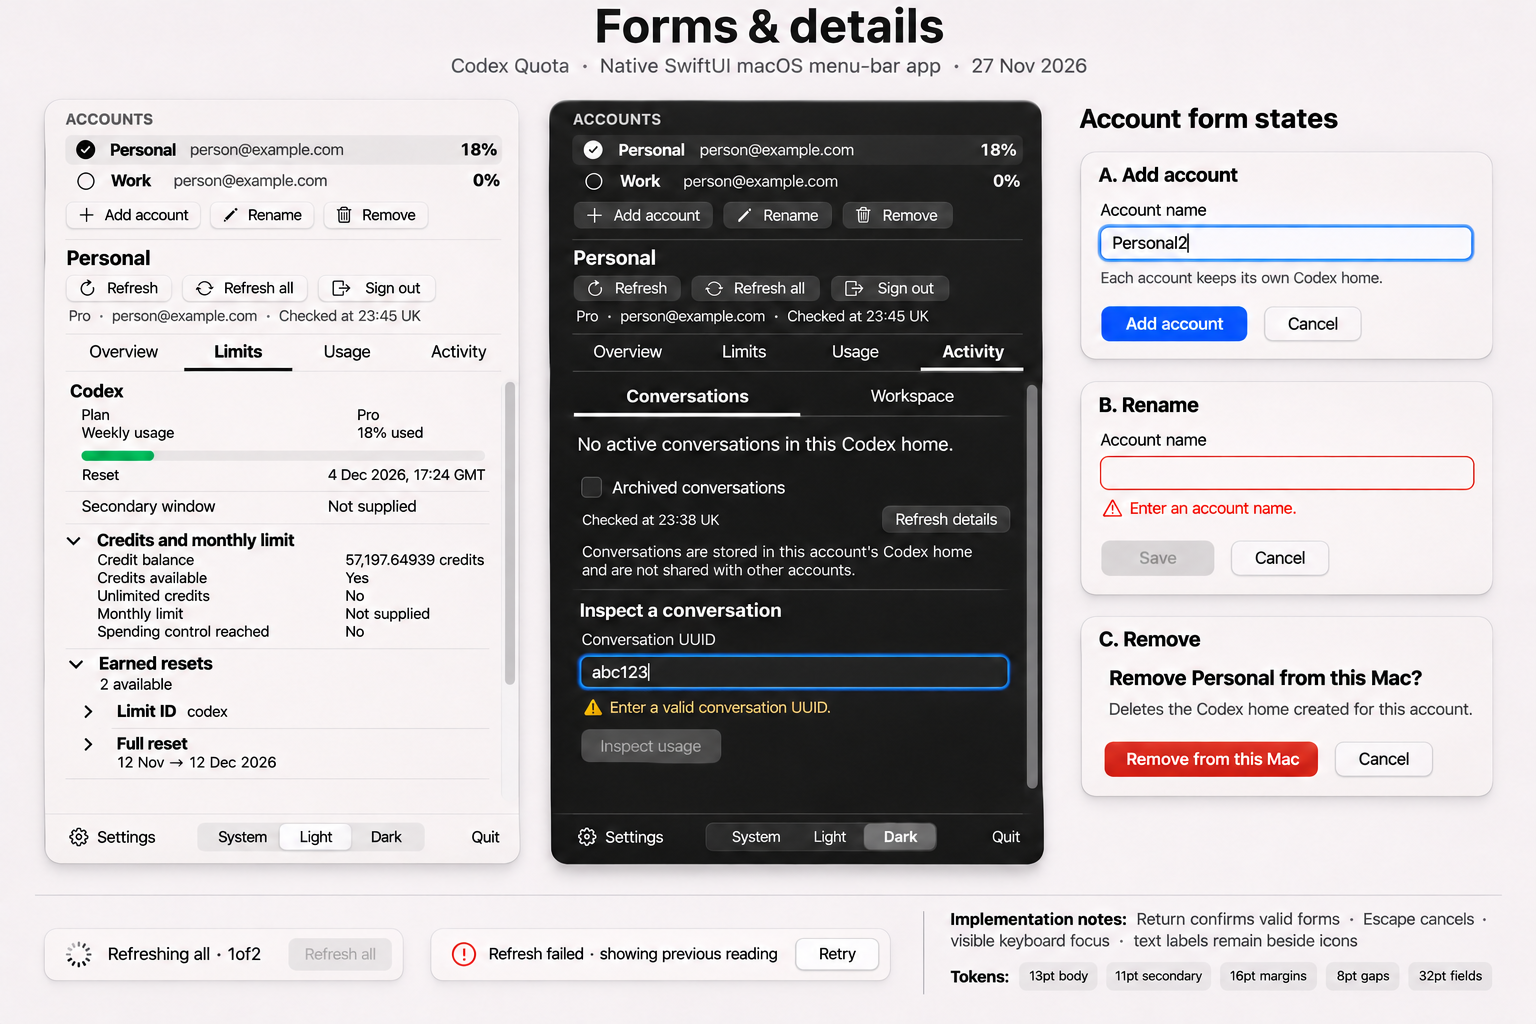 Forms & details
Codex Quota · Native SwiftUI macOS menu-bar app · 27 Nov 2026
ACCOUNTS
Personal person@example.com 18%
Work person@example.com 0%
Add account Rename Remove
Personal
Refresh Refresh all Sign out
Pro · person@example.com · Checked at 23:45 UK
Overview Limits Usage Activity
Codex
Plan Pro
Weekly usage 18% used
Reset 4 Dec 2026, 17:24 GMT
Secondary window Not supplied
Credits and monthly limit
Credit balance 57,197.64939 credits
Credits available Yes
Unlimited credits No
Monthly limit Not supplied
Spending control reached No
Earned resets
2 available
Limit ID codex
Full reset
12 Nov → 12 Dec 2026
Settings System Light Dark Quit
ACCOUNTS
Personal person@example.com 18%
Work person@example.com 0%
Add account Rename Remove
Personal
Refresh Refresh all Sign out
Pro · person@example.com · Checked at 23:45 UK
Overview Limits Usage Activity
Conversations Workspace
No active conversations in this Codex home.
Archived conversations
Checked at 23:38 UK Refresh details
Conversations are stored in this account's Codex home
and are not shared with other accounts.
Inspect a conversation
Conversation UUID
abc123
Enter a valid conversation UUID.
Inspect usage
Settings System Light Dark Quit
Account form states
A. Add account
Account name
Personal2
Each account keeps its own Codex home.
Add account Cancel
B. Rename
Account name
Enter an account name.
Save Cancel
C. Remove
Remove Personal from this Mac?
Deletes the Codex home created for this account.
Remove from this Mac Cancel
Refreshing all · 1of2 Refresh all
Refresh failed · showing previous reading Retry
Implementation notes: Return confirms valid forms · Escape cancels ·
visible keyboard focus · text labels remain beside icons
Tokens: 13pt body 11pt secondary 16pt margins 8pt gaps 32pt fields